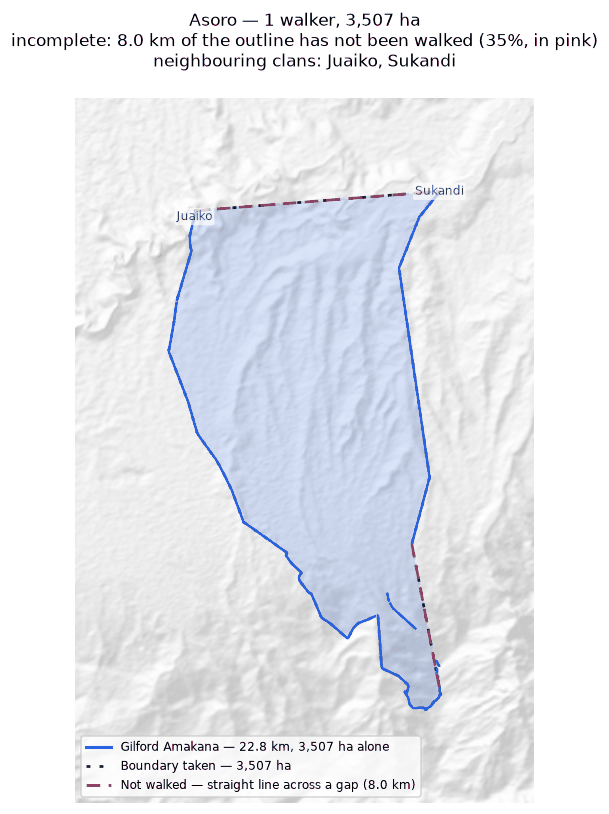 Asoro — 1 walker, 3,507 ha
incomplete: 8.0 km of the outline has not been walked (35%, in pink)
neighbouring clans: Juaiko, Sukandi
Sukandi
Juaiko
Gilford Amakana — 22.8 km, 3,507 ha alone
Boundary taken — 3,507 ha
Not walked — straight line across a gap (8.0 km)